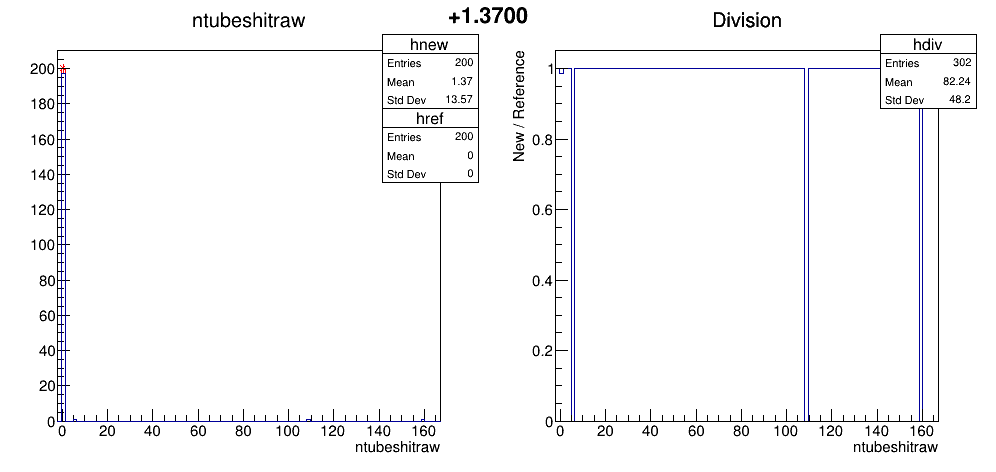 +1.3700
ntubeshitraw
hnew
Entries 200
Mean 1.37
Std Dev 13.57
href
Entries 200
Mean 0
Std Dev 0
200
180
160
140
120
100
80
60
40
20
0
0 20 40 60 80 100 120 140 160
ntubeshitraw
Division
hdiv
Entries 302
Mean 82.24
Std Dev 48.2
New / Reference
1
0.8
0.6
0.4
0.2
0
0 20 40 60 80 100 120 140 160
ntubeshitraw